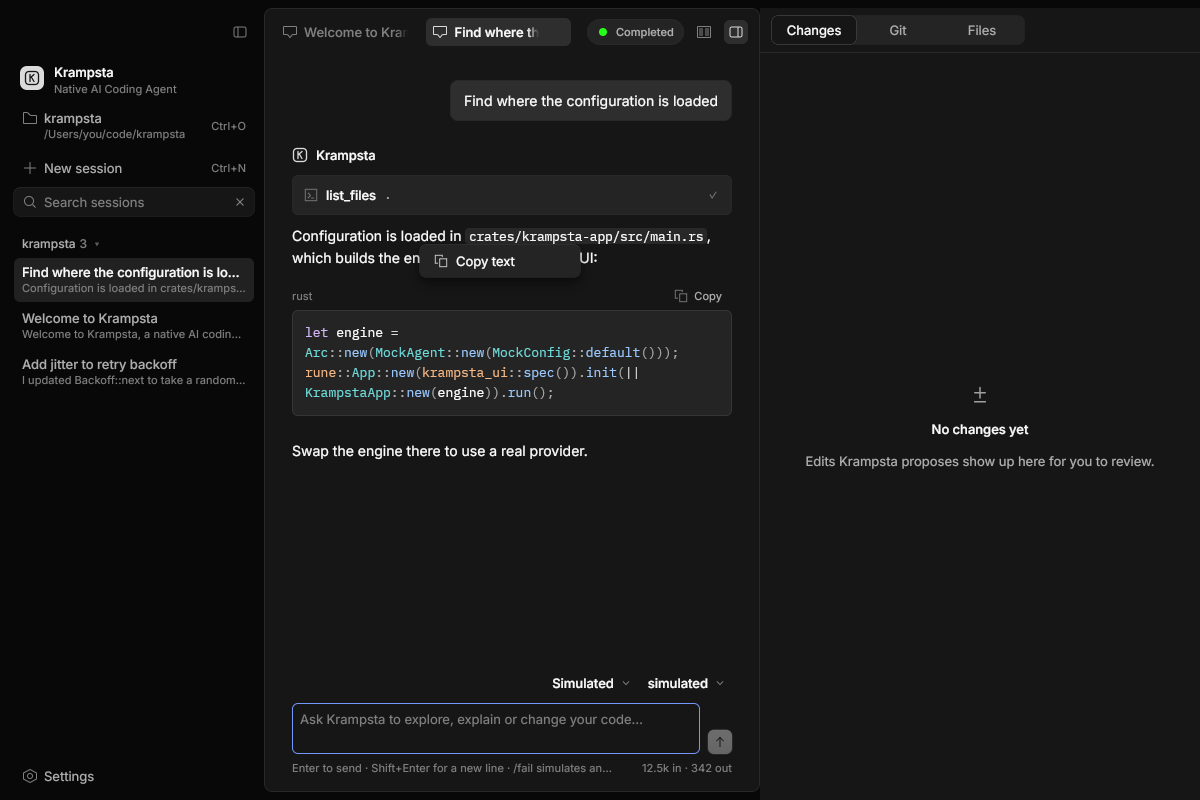 Krampsta
Native AI Coding Agent
krampsta
/Users/you/code/krampsta
Ctrl+O
New session
Ctrl+N
Search sessions
krampsta 3
Find where the configuration is lo...
Configuration is loaded in crates/kramps...
Welcome to Krampsta
Welcome to Krampsta, a native AI codin...
Add jitter to retry backoff
I updated Backoff::next to take a random...
Settings
Welcome to Krar
Find where th
Completed
Find where the configuration is loaded
Krampsta
list_files .
Configuration is loaded in crates/krampsta-app/src/main.rs,
which builds the en
UI:
Copy text
rust
Copy
let engine =
Arc::new(MockAgent::new(MockConfig::default()));
rune::App::new(krampsta_ui::spec()).init(||
KrampstaApp::new(engine)).run();
Swap the engine there to use a real provider.
Simulated
simulated
Ask Krampsta to explore, explain or change your code...
Enter to send · Shift+Enter for a new line · /fail simulates an...
12.5k in · 342 out
Changes
Git
Files
No changes yet
Edits Krampsta proposes show up here for you to review.